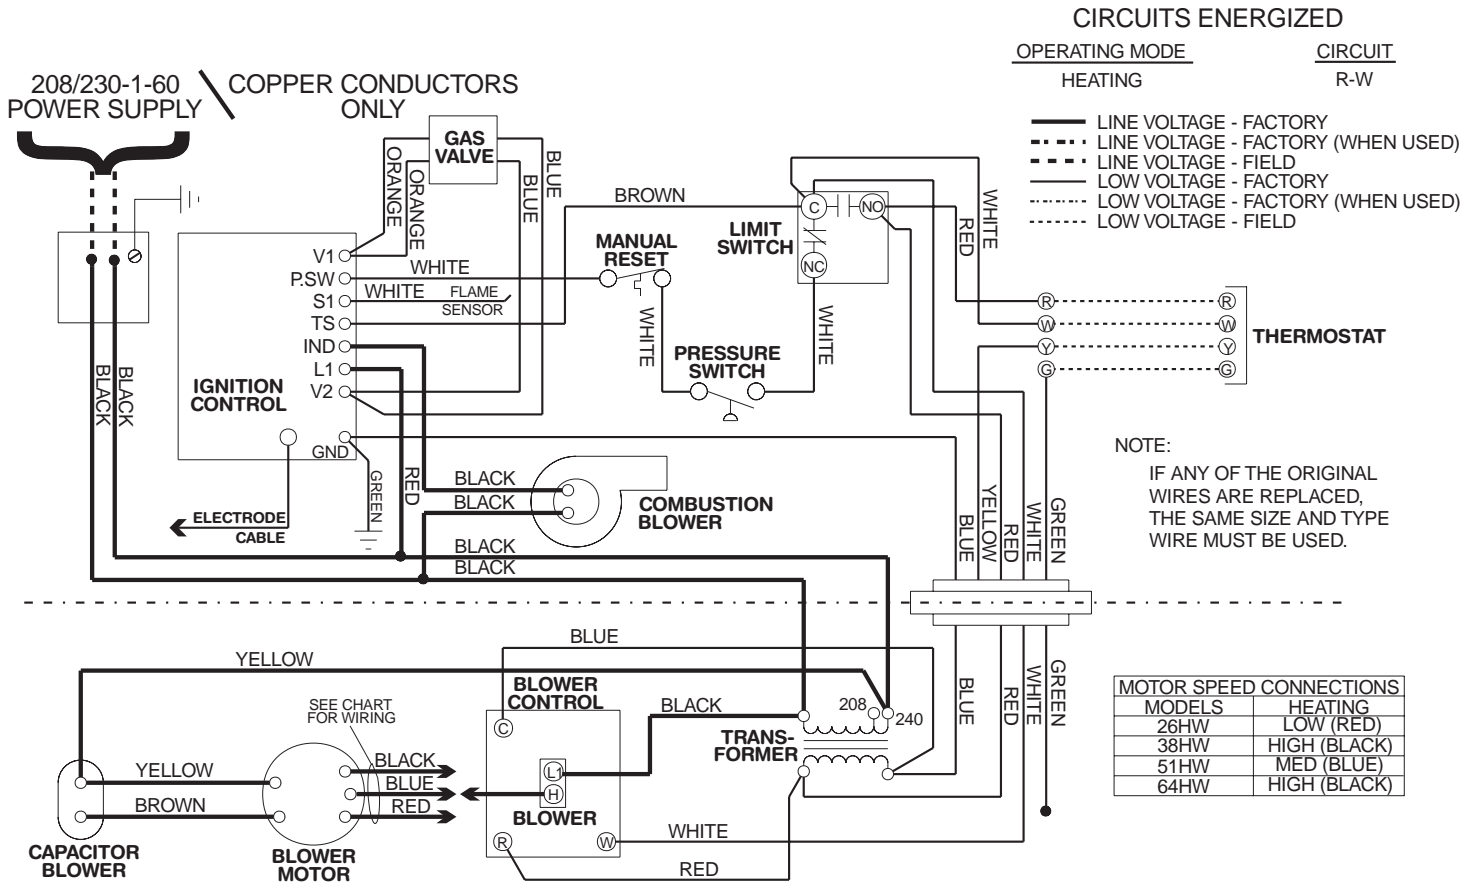 CIRCUITS ENERGIZED
OPERATING MODE CIRCUIT
HEATING R-W
LINE VOLTAGE - FACTORY
LINE VOLTAGE - FACTORY (WHEN USED)
LINE VOLTAGE - FIELD
LOW VOLTAGE - FACTORY
LOW VOLTAGE - FACTORY (WHEN USED)
LOW VOLTAGE - FIELD
208/230-1-60
POWER SUPPLY
COPPER CONDUCTORS
ONLY
GAS
VALVE
ORANGE
ORANGE
BLUE
BLUE
BROWN
LIMIT
SWITCH
C
NO
NC
WHITE
RED
MANUAL
RESET
V1
P.SW
S1
TS
IND
L1
V2
GND
WHITE
WHITE
FLAME
SENSOR
WHITE
WHITE
PRESSURE
SWITCH
IGNITION
CONTROL
BLACK
BLACK
R
W
Y
G
R
W
Y
G
THERMOSTAT
NOTE:
IF ANY OF THE ORIGINAL
WIRES ARE REPLACED,
THE SAME SIZE AND TYPE
WIRE MUST BE USED.
GREEN
RED
BLACK
BLACK
COMBUSTION
BLOWER
ELECTRODE
CABLE
BLACK
BLACK
BLUE
YELLOW
RED
WHITE
GREEN
BLUE
YELLOW
SEE CHART
FOR WIRING
BLOWER
CONTROL
C
L1
H
BLOWER
R
W
BLACK
208
240
TRANS-
FORMER
BLUE
RED
WHITE
GREEN
YELLOW
BROWN
BLACK
BLUE
RED
CAPACITOR
BLOWER
BLOWER
MOTOR
WHITE
RED
MOTOR SPEED CONNECTIONS
MODELS HEATING
26HW LOW (RED)
38HW HIGH (BLACK)
51HW MED (BLUE)
64HW HIGH (BLACK)